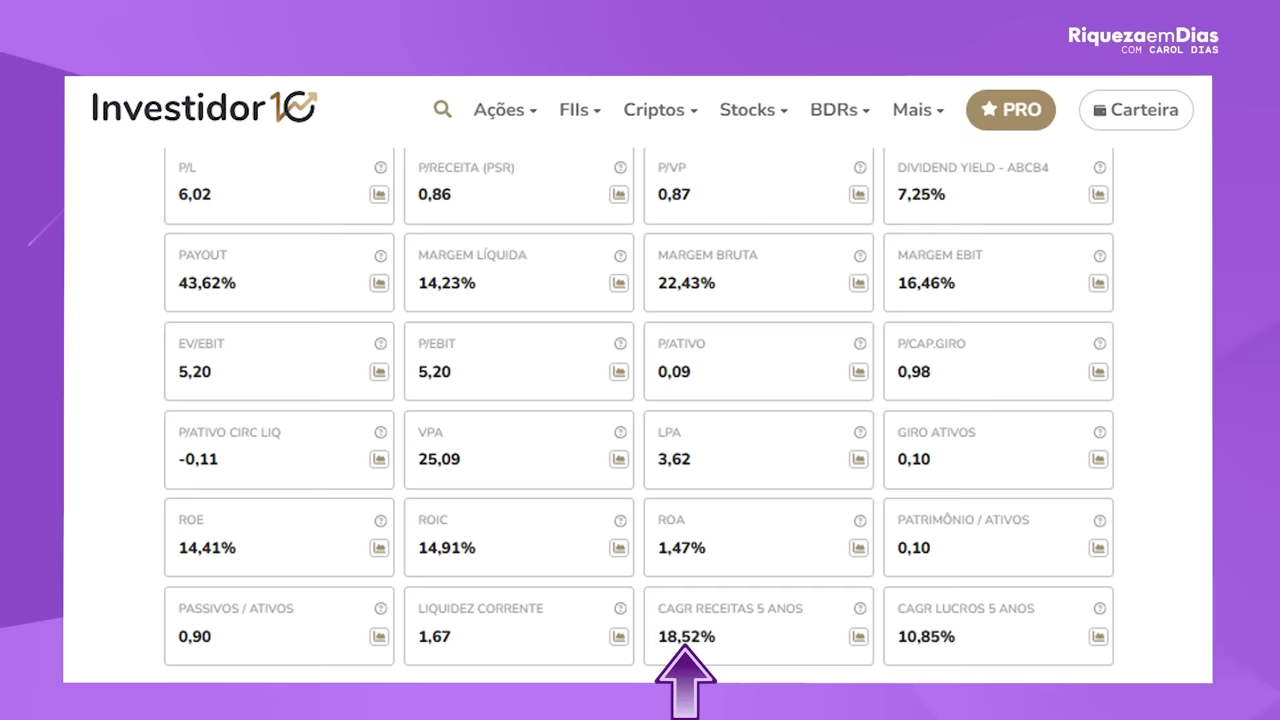 RiquezaemDias
COM CAROL DIAS
Investidor 10
Ações
FIIs
Criptos
Stocks
BDRs
Mais
PRO
Carteira
P/L
6,02
P/RECEITA (PSR)
0,86
P/VP
0,87
DIVIDEND YIELD - ABCB4
7,25%
PAYOUT
43,62%
MARGEM LÍQUIDA
14,23%
MARGEM BRUTA
22,43%
MARGEM EBIT
16,46%
EV/EBIT
5,20
P/EBIT
5,20
P/ATIVO
0,09
P/CAP.GIRO
0,98
P/ATIVO CIRC LIQ
-0,11
VPA
25,09
LPA
3,62
GIRO ATIVOS
0,10
ROE
14,41%
ROIC
14,91%
ROA
1,47%
PATRIMÔNIO / ATIVOS
0,10
PASSIVOS / ATIVOS
0,90
LIQUIDEZ CORRENTE
1,67
CAGR RECEITAS 5 ANOS
18,52%
CAGR LUCROS 5 ANOS
10,85%